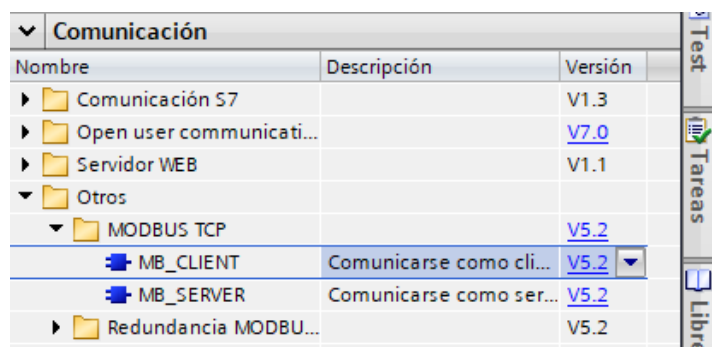 Comunicación
Nombre Descripción Versión
Comunicación S7 V1.3
Open user communicati... V7.0
Servidor WEB V1.1
Otros
MODBUS TCP V5.2
MB_CLIENT Comunicarse como cli... V5.2
MB_SERVER Comunicarse como ser... V5.2
Redundancia MODBU... V5.2
Test
Tareas
Libre